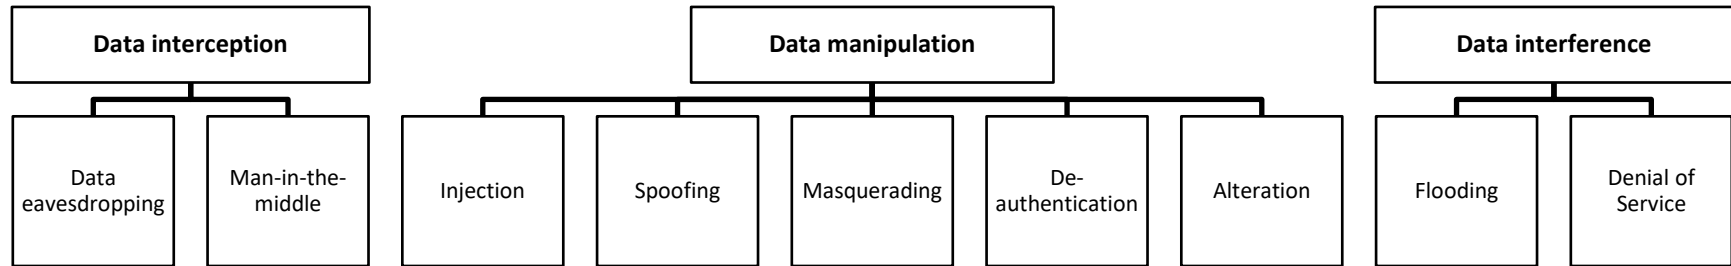 Data interception
Data manipulation
Data interference
Data
eavesdropping
Man-in-the-
middle
Injection
Spoofing
Masquerading
De-
authentication
Alteration
Flooding
Denial of
Service